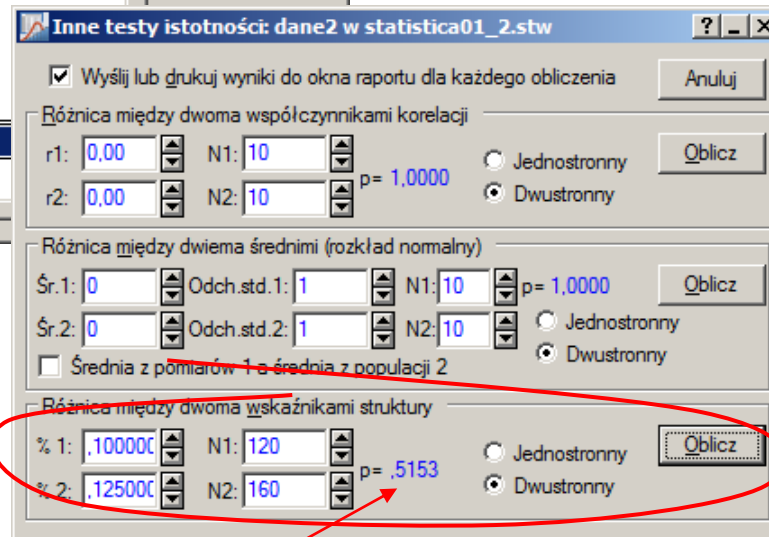 Inne testy istotności: dane2 w statistica01_2.stw
Wyślij lub drukuj wyniki do okna raportu dla każdego obliczenia Anuluj
Różnica między dwoma współczynnikami korelacji
r1: 0,00 N1: 10 Jednostronny Oblicz
p= 1,0000
r2: 0,00 N2: 10 Dwustronny
Różnica między dwiema średnimi (rozkład normalny)
Śr.1: 0 Odch.std.1: 1 N1: 10 p= 1,0000 Oblicz
Jednostronny
Śr.2: 0 Odch.std.2: 1 N2: 10
Dwustronny
Średnia z pomiarów 1 a średnia z populacji 2
Różnica między dwoma wskaźnikami struktury
% 1: ,100000 N1: 120 Jednostronny Oblicz
p= ,5153
% 2: ,125000 N2: 160 Dwustronny